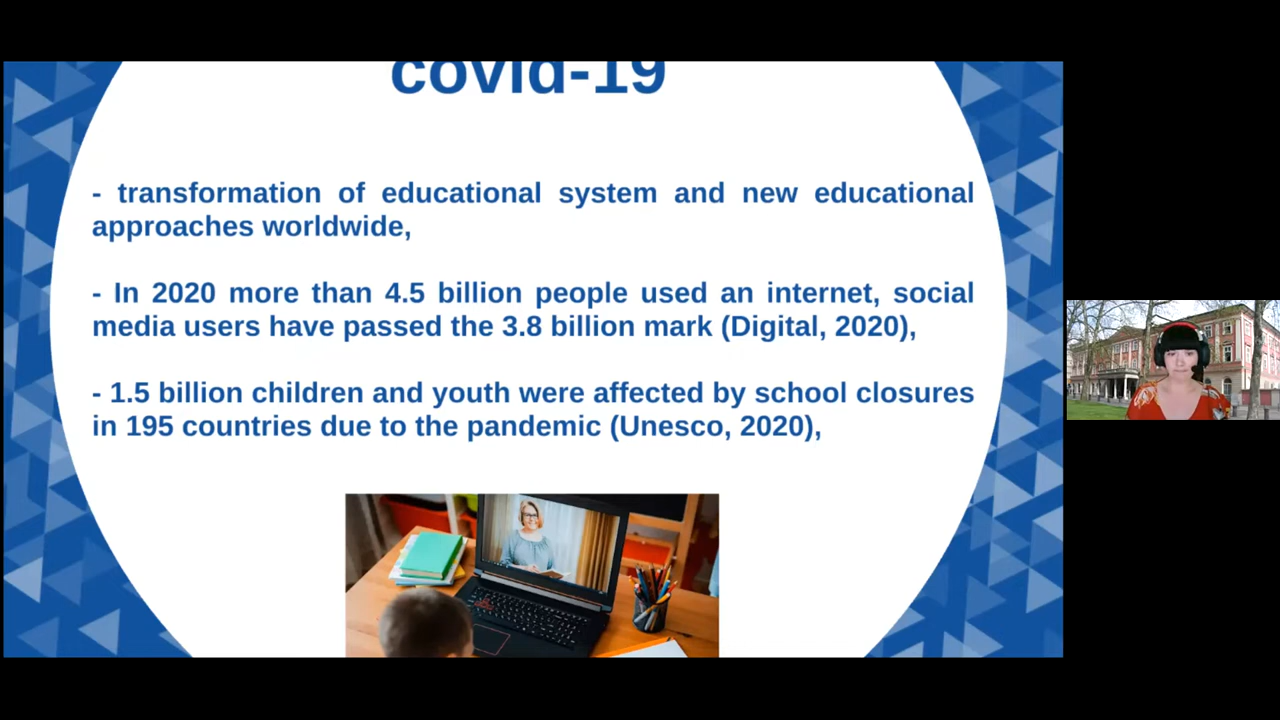 covid-19
- transformation of educational system and new educational
approaches worldwide,
- In 2020 more than 4.5 billion people used an internet, social
media users have passed the 3.8 billion mark (Digital, 2020),
- 1.5 billion children and youth were affected by school closures
in 195 countries due to the pandemic (Unesco, 2020),